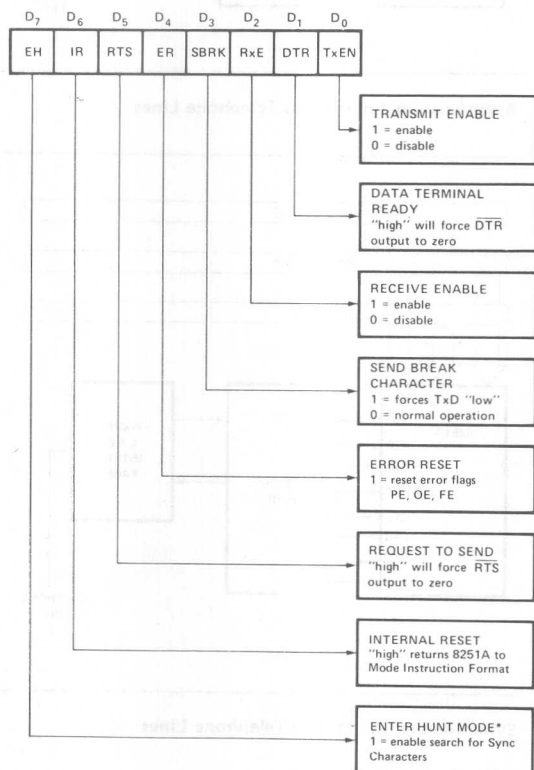 D7 D6 D5 D4 D3 D2 D1 D0
EH IR RTS ER SBRK RxE DTR TxEN
TRANSMIT ENABLE
1 = enable
0 = disable
DATA TERMINAL
READY
"high" will force D̅T̅R̅
output to zero
RECEIVE ENABLE
1 = enable
0 = disable
SEND BREAK
CHARACTER
1 = forces TxD "low"
0 = normal operation
ERROR RESET
1 = reset error flags
PE, OE, FE
REQUEST TO SEND
"high" will force R̅T̅S̅
output to zero
INTERNAL RESET
"high" returns 8251A to
Mode Instruction Format
ENTER HUNT MODE*
1 = enable search for Sync
Characters